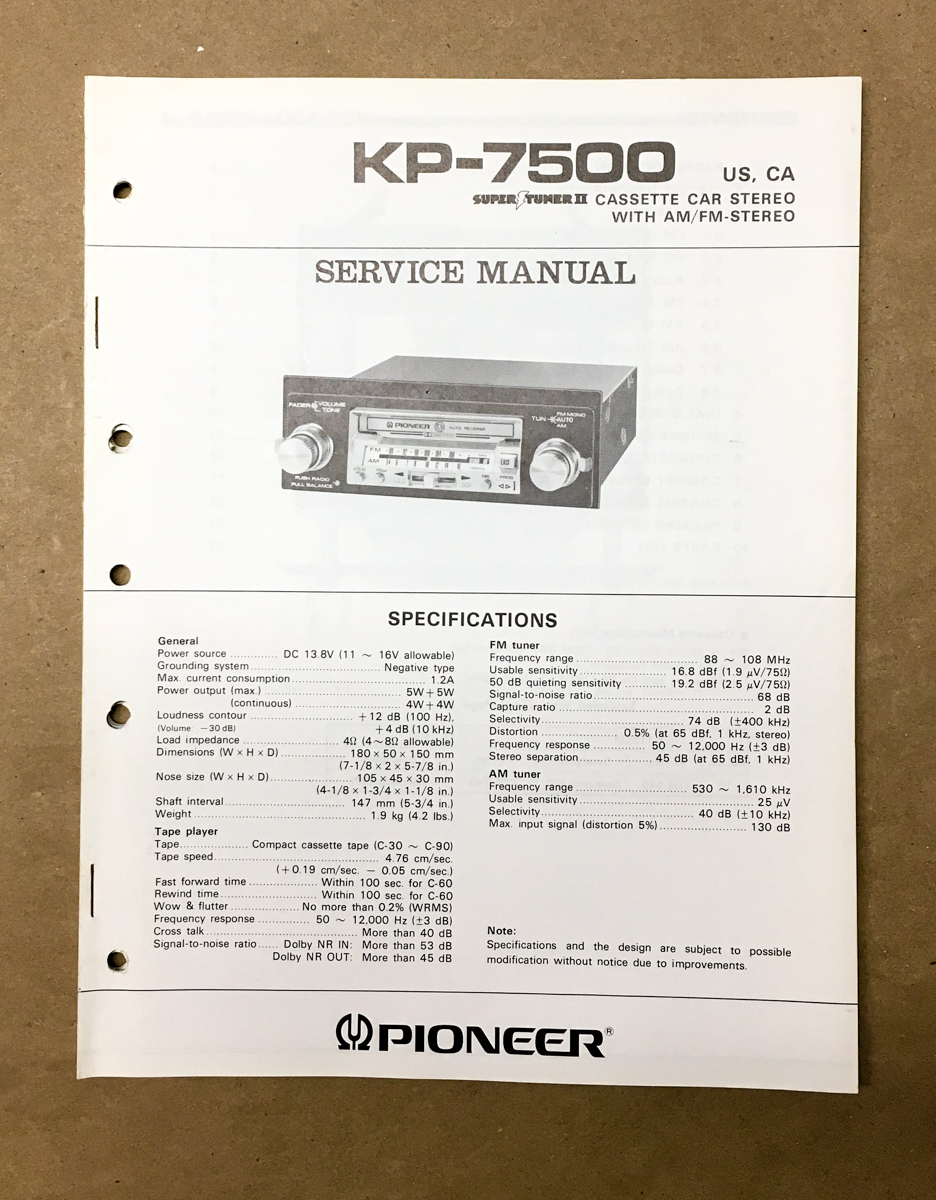 KP-7500 US, CA
SUPER TUNER II CASSETTE CAR STEREO
WITH AM/FM-STEREO
SERVICE MANUAL
FADER VOLUME
TONE
PIONEER
FM MONO
TUN AUTO
AM
FM
AM
PUSH RADIO
PULL BALANCE
SPECIFICATIONS
General
Power source ............. DC 13.8V (11 ~ 16V allowable)
Grounding system ................................... Negative type
Max. current consumption .................................... 1.2A
Power output (max.) ...................................... 5W + 5W
(continuous) ............................... 4W + 4W
Loudness contour ............................ +12 dB (100 Hz),
(Volume: −30 dB) +4 dB (10 kHz)
Load impedance ......................... 4Ω (4~8Ω allowable)
Dimensions (W × H × D) .................. 180 × 50 × 150 mm
(7-1/8 × 2 × 5-7/8 in.)
Nose size (W × H × D) ..................... 105 × 45 × 30 mm
(4-1/8 × 1-3/4 × 1-1/8 in.)
Shaft interval ................................ 147 mm (5-3/4 in.)
Weight ............................................ 1.9 kg (4.2 lbs.)
Tape player
Tape ................... Compact cassette tape (C-30 ~ C-90)
Tape speed ............................................. 4.76 cm/sec.
(+0.19 cm/sec. − 0.05 cm/sec.)
Fast forward time ................... Within 100 sec. for C-60
Rewind time ........................... Within 100 sec. for C-60
Wow & flutter .................... No more than 0.2% (WRMS)
Frequency response .............. 50 ~ 12,000 Hz (±3 dB)
Cross talk ......................................... More than 40 dB
Signal-to-noise ratio ...... Dolby NR IN: More than 53 dB
Dolby NR OUT: More than 45 dB
FM tuner
Frequency range ................................. 88 ~ 108 MHz
Usable sensitivity ......................... 16.8 dBf (1.9 μV/75Ω)
50 dB quieting sensitivity ........... 19.2 dBf (2.5 μV/75Ω)
Signal-to-noise ratio ............................................. 68 dB
Capture ratio ......................................................... 2 dB
Selectivity ....................................... 74 dB (±400 kHz)
Distortion ...................... 0.5% (at 65 dBf, 1 kHz, stereo)
Frequency response .............. 50 ~ 12,000 Hz (±3 dB)
Stereo separation .................... 45 dB (at 65 dBf, 1 kHz)
AM tuner
Frequency range ................................ 530 ~ 1,610 kHz
Usable sensitivity ................................................. 25 μV
Selectivity .......................................... 40 dB (±10 kHz)
Max. input signal (distortion 5%) ........................ 130 dB
Note:
Specifications and the design are subject to possible
modification without notice due to improvements.
PIONEER®